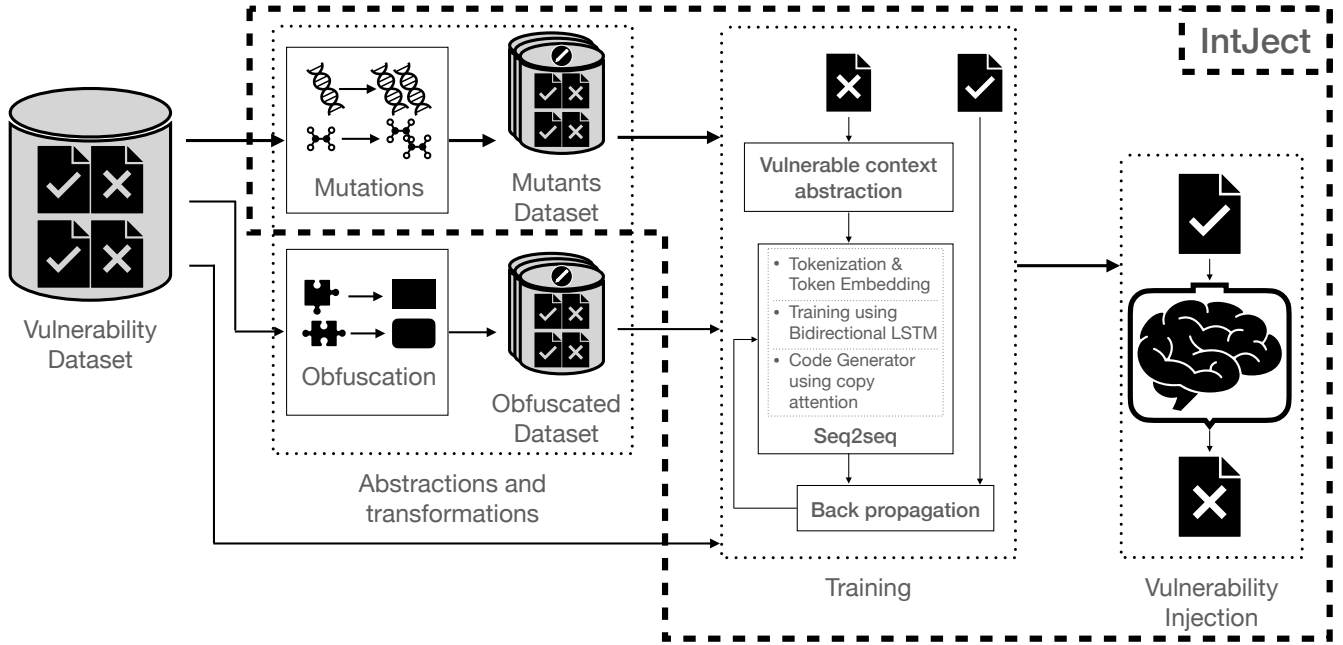 IntJect
Mutations
Mutants
Dataset
Vulnerability
Dataset
Obfuscation
Obfuscated
Dataset
Abstractions and
transformations
Vulnerable context
abstraction
• Tokenization &
Token Embedding
• Training using
Bidirectional LSTM
• Code Generator
using copy
attention
Seq2seq
Back propagation
Training
Vulnerability
Injection